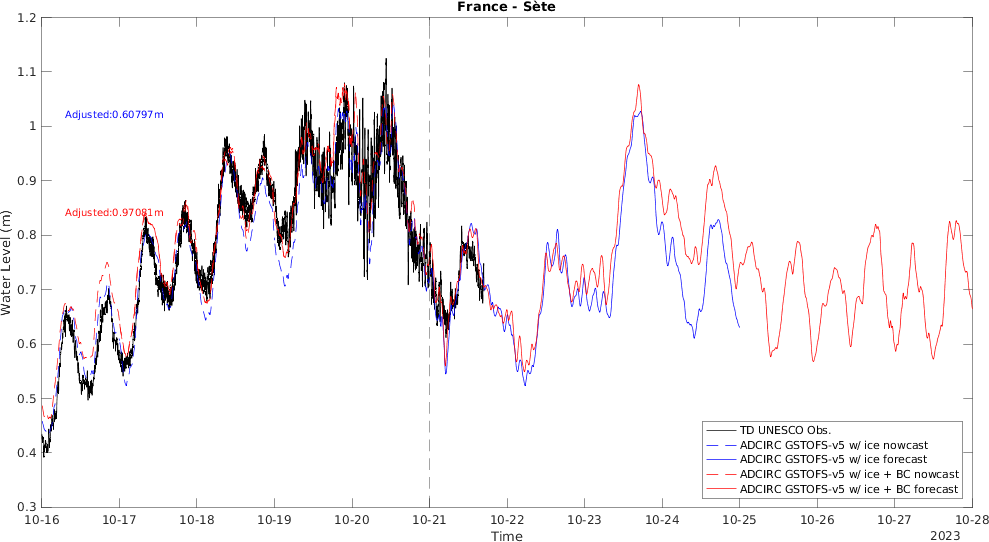 France - Sète
1.2
1.1
1
0.9
0.8
0.7
0.6
0.5
0.4
0.3
Water Level (m)
Adjusted:0.60797m
Adjusted:0.97081m
TD UNESCO Obs.
ADCIRC GSTOFS-v5 w/ ice nowcast
ADCIRC GSTOFS-v5 w/ ice forecast
ADCIRC GSTOFS-v5 w/ ice + BC nowcast
ADCIRC GSTOFS-v5 w/ ice + BC forecast
10-16 10-17 10-18 10-19 10-20 10-21 10-22 10-23 10-24 10-25 10-26 10-27 10-28
Time
2023